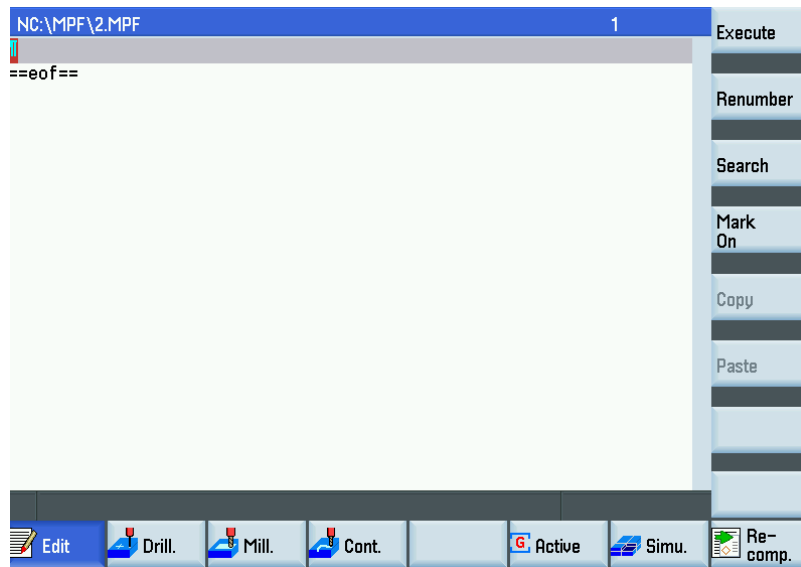 NC:\MPF\2.MPF 1
==eof==
Execute
Renumber
Search
Mark
On
Copy
Paste
Edit
Drill.
Mill.
Cont.
G Active
Simu.
Re-
comp.